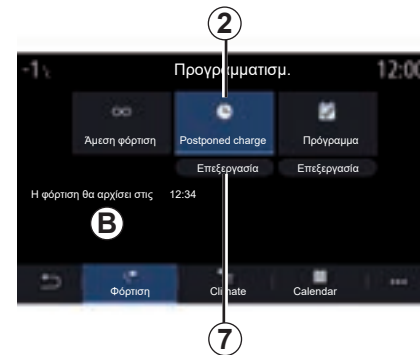 2
-1 Προγραμματισμ. 12:00
Άμεση φόρτιση Postponed charge Πρόγραμμα
Επεξεργασία Επεξεργασία
Η φόρτιση θα αρχίσει στις 12:34
B
Φόρτιση Climate Calendar
7